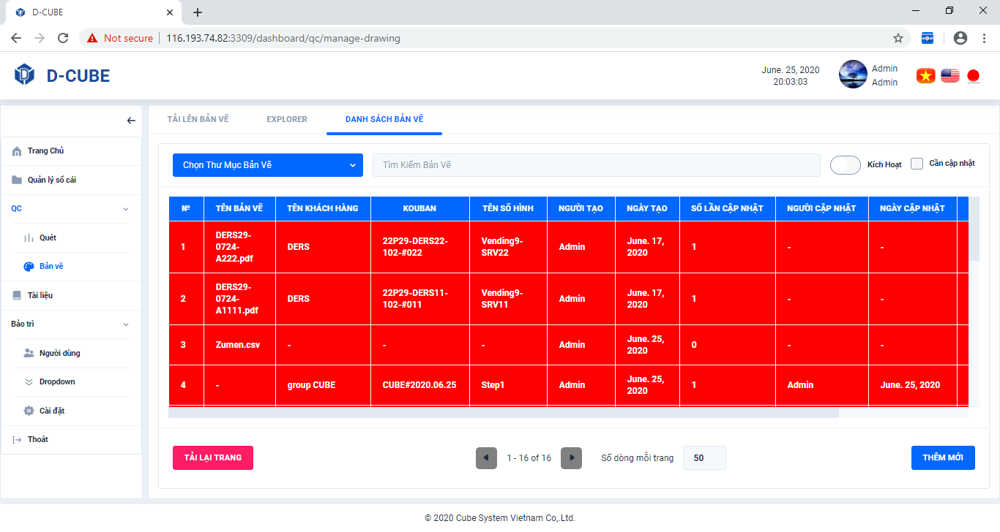 D-CUBE
Not secure
116.193.74.82:3309/dashboard/qc/manage-drawing
D-CUBE
June. 25, 2020
20:03:03
Admin
Admin
Trang Chủ
Quản lý sổ cái
QC
Quét
Bản vẽ
Tài liệu
Bảo trì
Người dùng
Dropdown
Cài đặt
Thoát
TẢI LÊN BẢN VẼ
EXPLORER
DANH SÁCH BẢN VẼ
Chọn Thư Mục Bản Vẽ
Tìm Kiếm Bản Vẽ
Kích Hoạt
Cần cập nhật
№ TÊN BẢN VẼ TÊN KHÁCH HÀNG KOUBAN TÊN SỐ HÌNH NGƯỜI TẠO NGÀY TẠO SỐ LẦN CẬP NHẬT NGƯỜI CẬP NHẬT NGÀY CẬP NHẬT
1 DERS29-0724-A222.pdf DERS 22P29-DERS22-102-#022 Vending9-SRV22 Admin June. 17, 2020 1 - -
2 DERS29-0724-A1111.pdf DERS 22P29-DERS11-102-#011 Vending9-SRV11 Admin June. 17, 2020 1 - -
3 Zumen.csv - - - Admin June. 25, 2020 0 - -
4 - group CUBE CUBE#2020.06.25 Step1 Admin June. 25, 2020 1 Admin June. 25, 2020
TẢI LẠI TRANG
1 - 16 of 16
Số dòng mỗi trang
50
THÊM MỚI
© 2020 Cube System Vietnam Co,.Ltd.